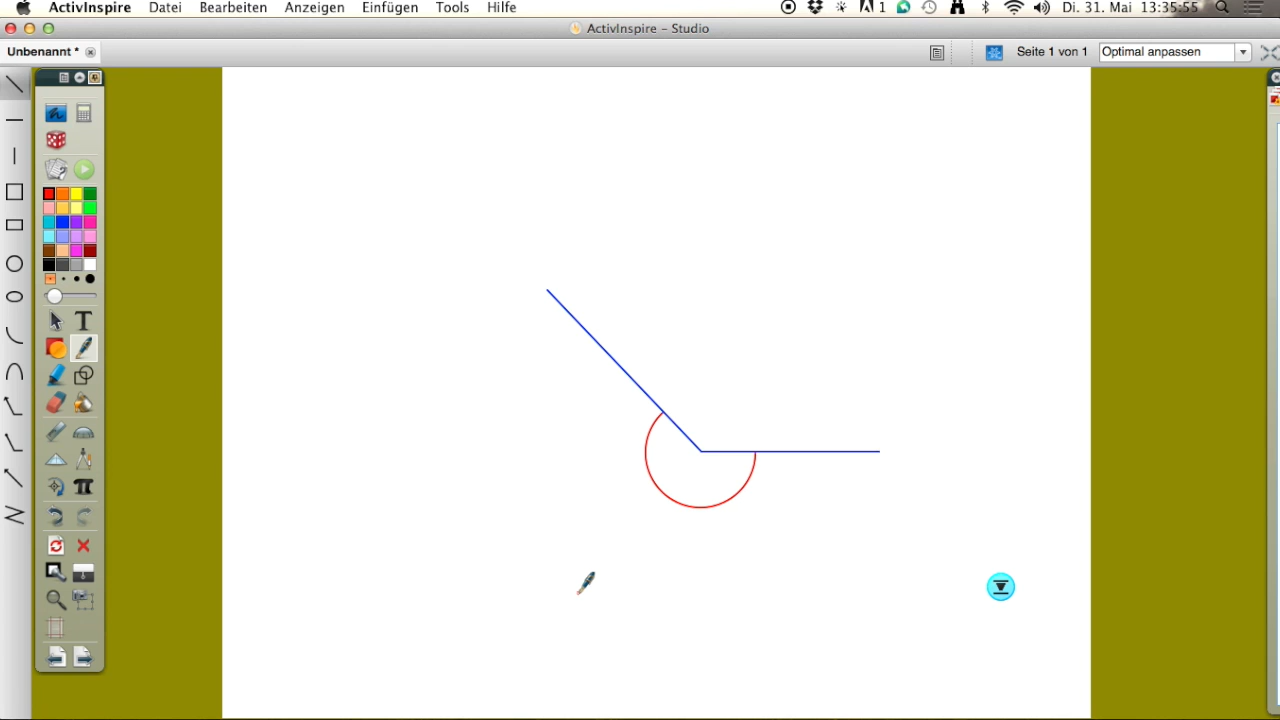 ActivInspire Datei Bearbeiten Anzeigen Einfügen Tools Hilfe 1 Di. 31. Mai 13:35:55
ActivInspire - Studio
Unbenannt * Seite 1 von 1 Optimal anpassen
T